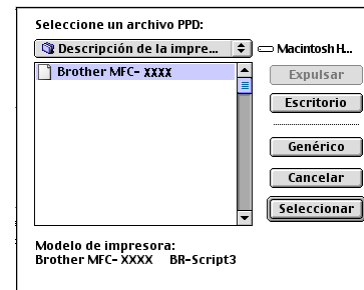 Seleccione un archivo PPD:
Descripción de la impre...
Macintosh H...
Brother MFC- XXXX
Expulsar
Escritorio
Genérico
Cancelar
Seleccionar
Modelo de impresora:
Brother MFC- XXXX BR-Script3